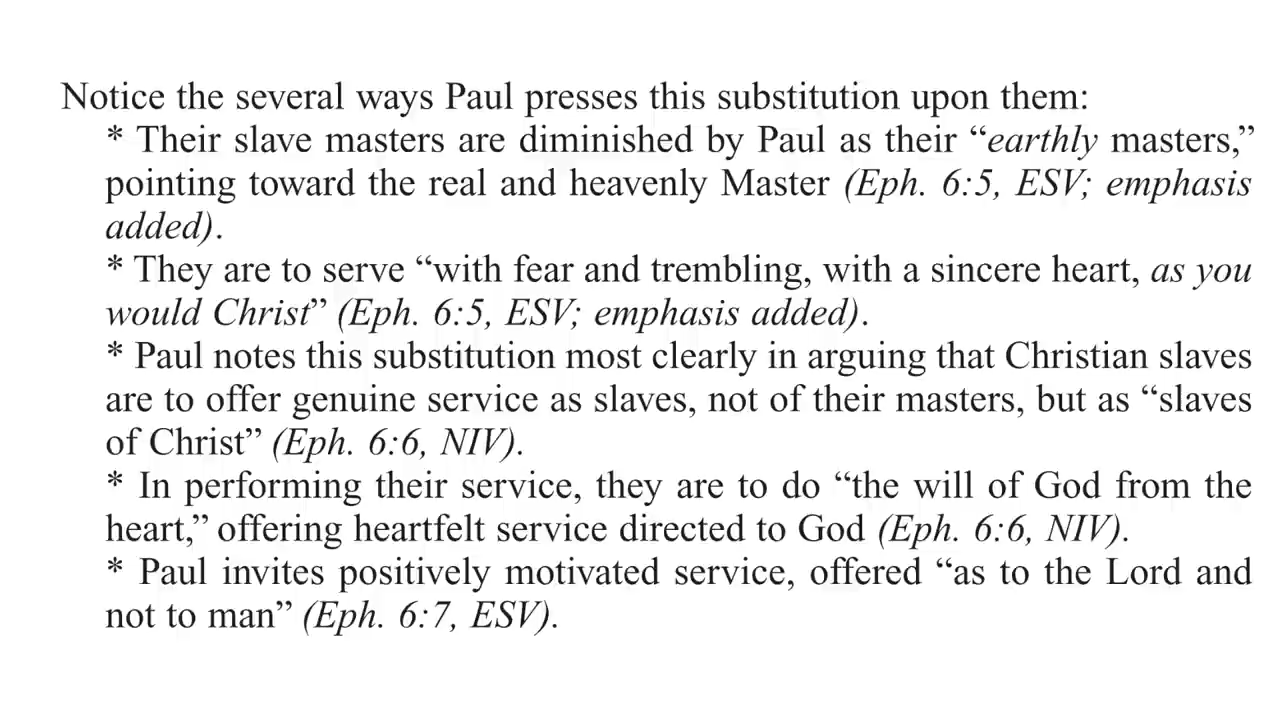 Notice the several ways Paul presses this substitution upon them:
* Their slave masters are diminished by Paul as their “earthly masters,”
pointing toward the real and heavenly Master (Eph. 6:5, ESV; emphasis
added).
* They are to serve “with fear and trembling, with a sincere heart, as you
would Christ” (Eph. 6:5, ESV; emphasis added).
* Paul notes this substitution most clearly in arguing that Christian slaves
are to offer genuine service as slaves, not of their masters, but as “slaves
of Christ” (Eph. 6:6, NIV).
* In performing their service, they are to do “the will of God from the
heart,” offering heartfelt service directed to God (Eph. 6:6, NIV).
* Paul invites positively motivated service, offered “as to the Lord and
not to man” (Eph. 6:7, ESV).